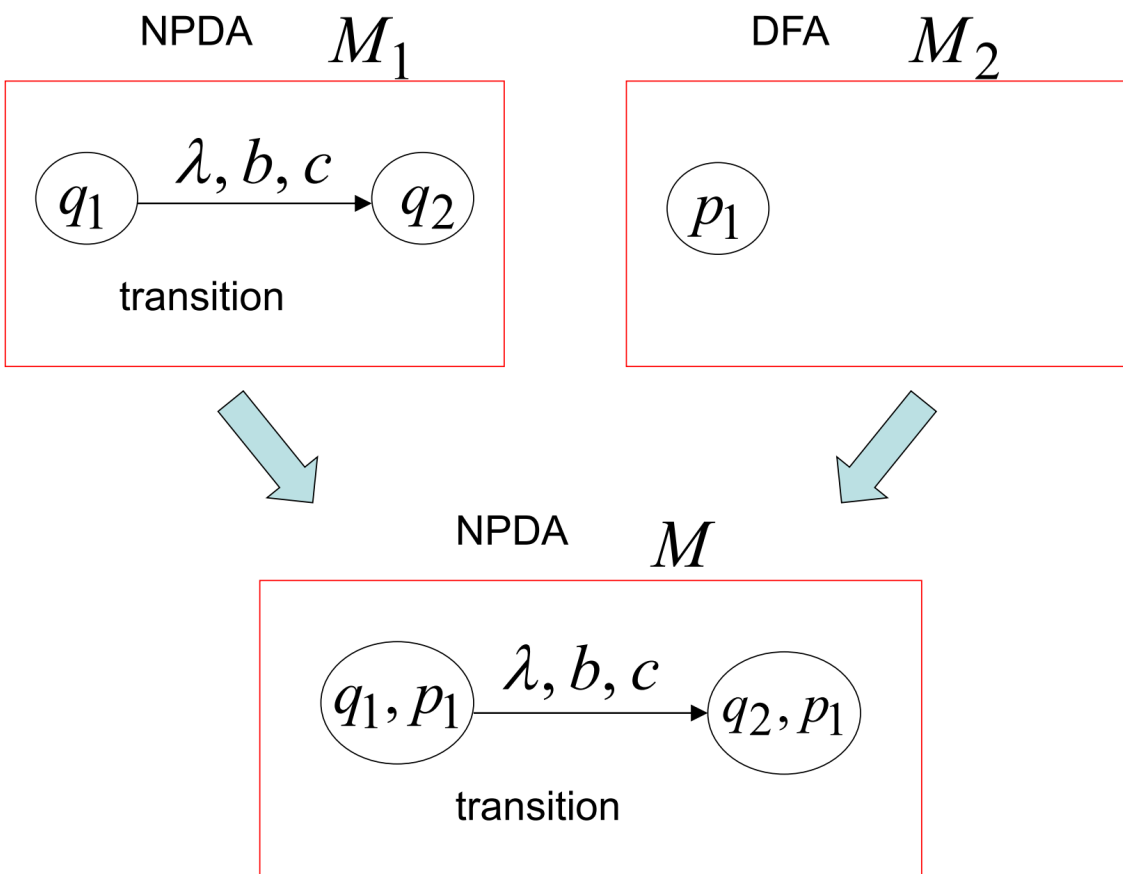 NPDA M₁
DFA M₂
λ, b, c
q₁ q₂
transition
p₁
NPDA M
λ, b, c
q₁, p₁ q₂, p₁
transition